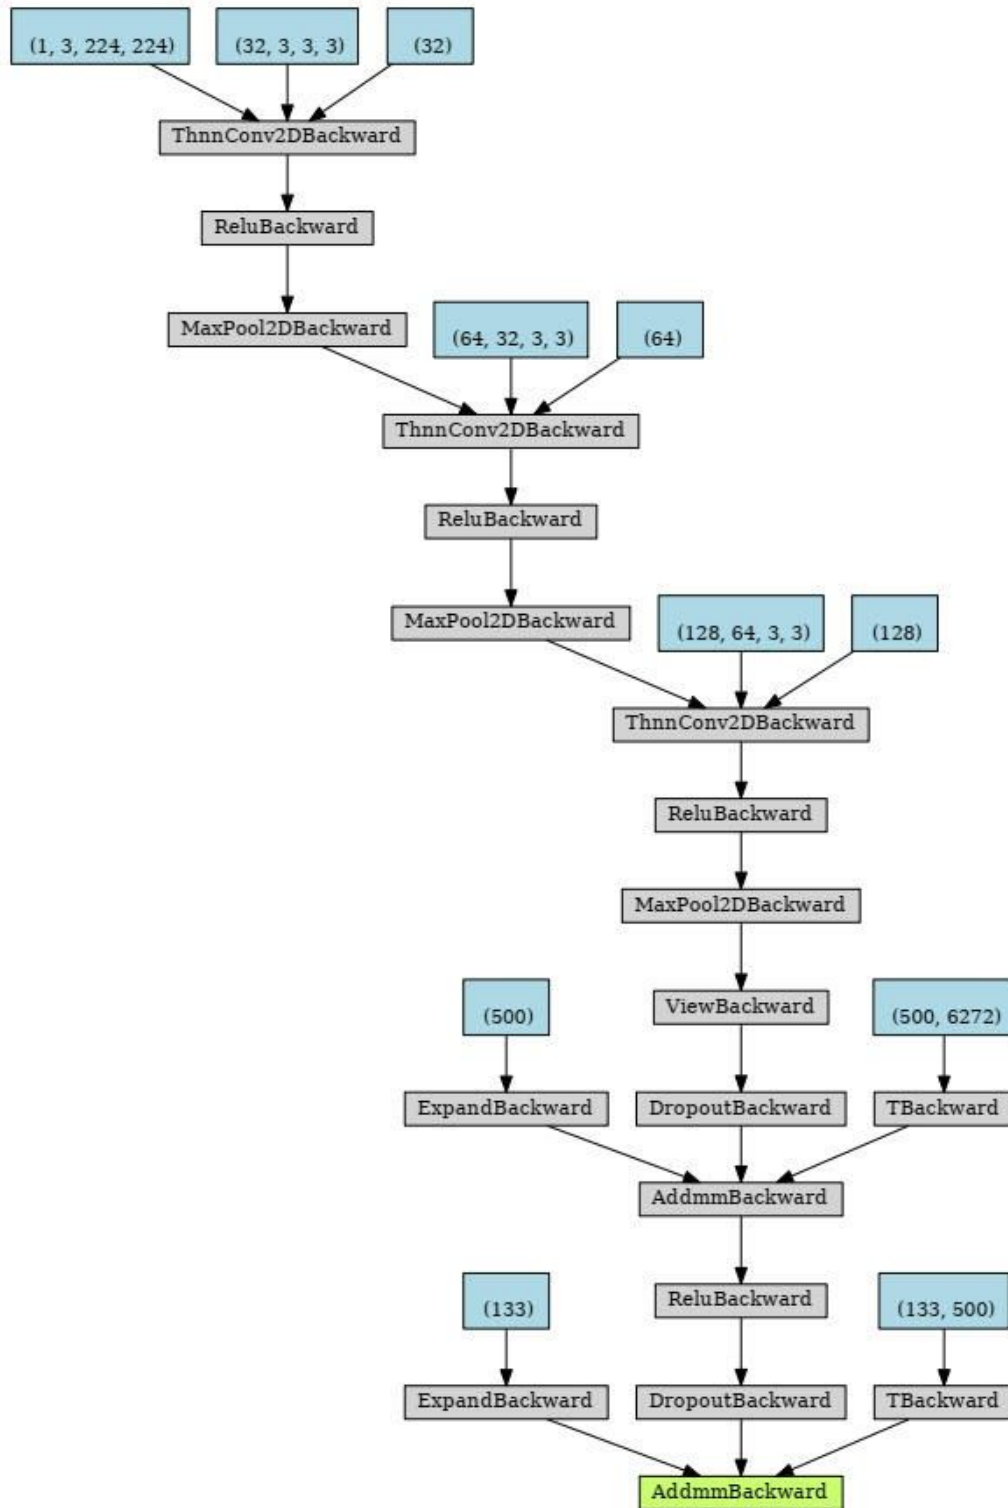 (1, 3, 224, 224)
(32, 3, 3, 3)
(32)
ThnnConv2DBackward
ReluBackward
MaxPool2DBackward
(64, 32, 3, 3)
(64)
ThnnConv2DBackward
ReluBackward
MaxPool2DBackward
(128, 64, 3, 3)
(128)
ThnnConv2DBackward
ReluBackward
MaxPool2DBackward
(500)
ViewBackward
(500, 6272)
ExpandBackward
DropoutBackward
TBackward
AddmmBackward
(133)
ReluBackward
(133, 500)
ExpandBackward
DropoutBackward
TBackward
AddmmBackward